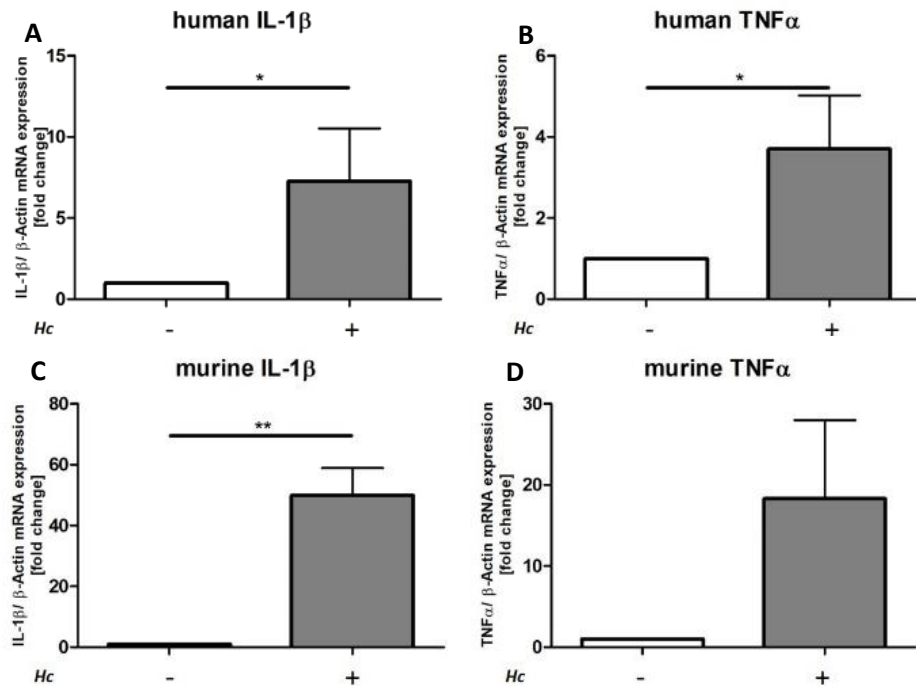 A
human IL-1β
IL-1β/ β-Actin mRNA expression
[fold change]
15
10
5
0
*
Hc - +
B
human TNFα
TNFα/ β-Actin mRNA expression
[fold change]
6
4
2
0
*
Hc - +
C
murine IL-1β
IL-1β/ β-Actin mRNA expression
[fold change]
80
60
40
20
0
**
Hc - +
D
murine TNFα
TNFα/ β-Actin mRNA expression
[fold change]
30
20
10
0
Hc - +